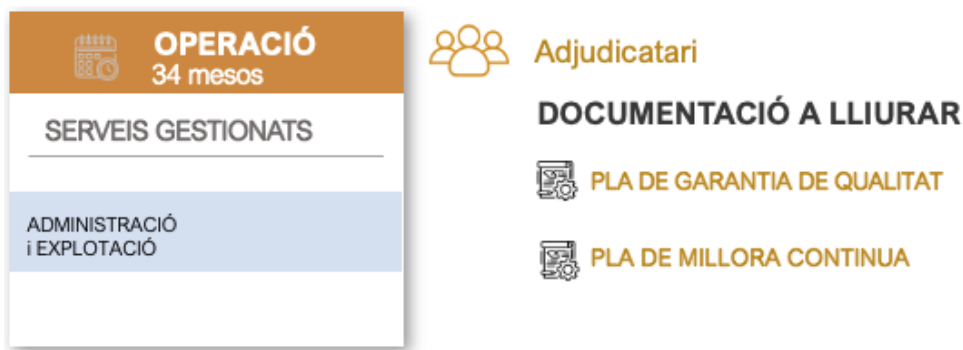 OPERACIÓ
34 mesos
SERVEIS GESTIONATS
ADMINISTRACIÓ
i EXPLOTACIÓ
Adjudicatari
DOCUMENTACIÓ A LLIURAR
PLA DE GARANTIA DE QUALITAT
PLA DE MILLORA CONTINUA